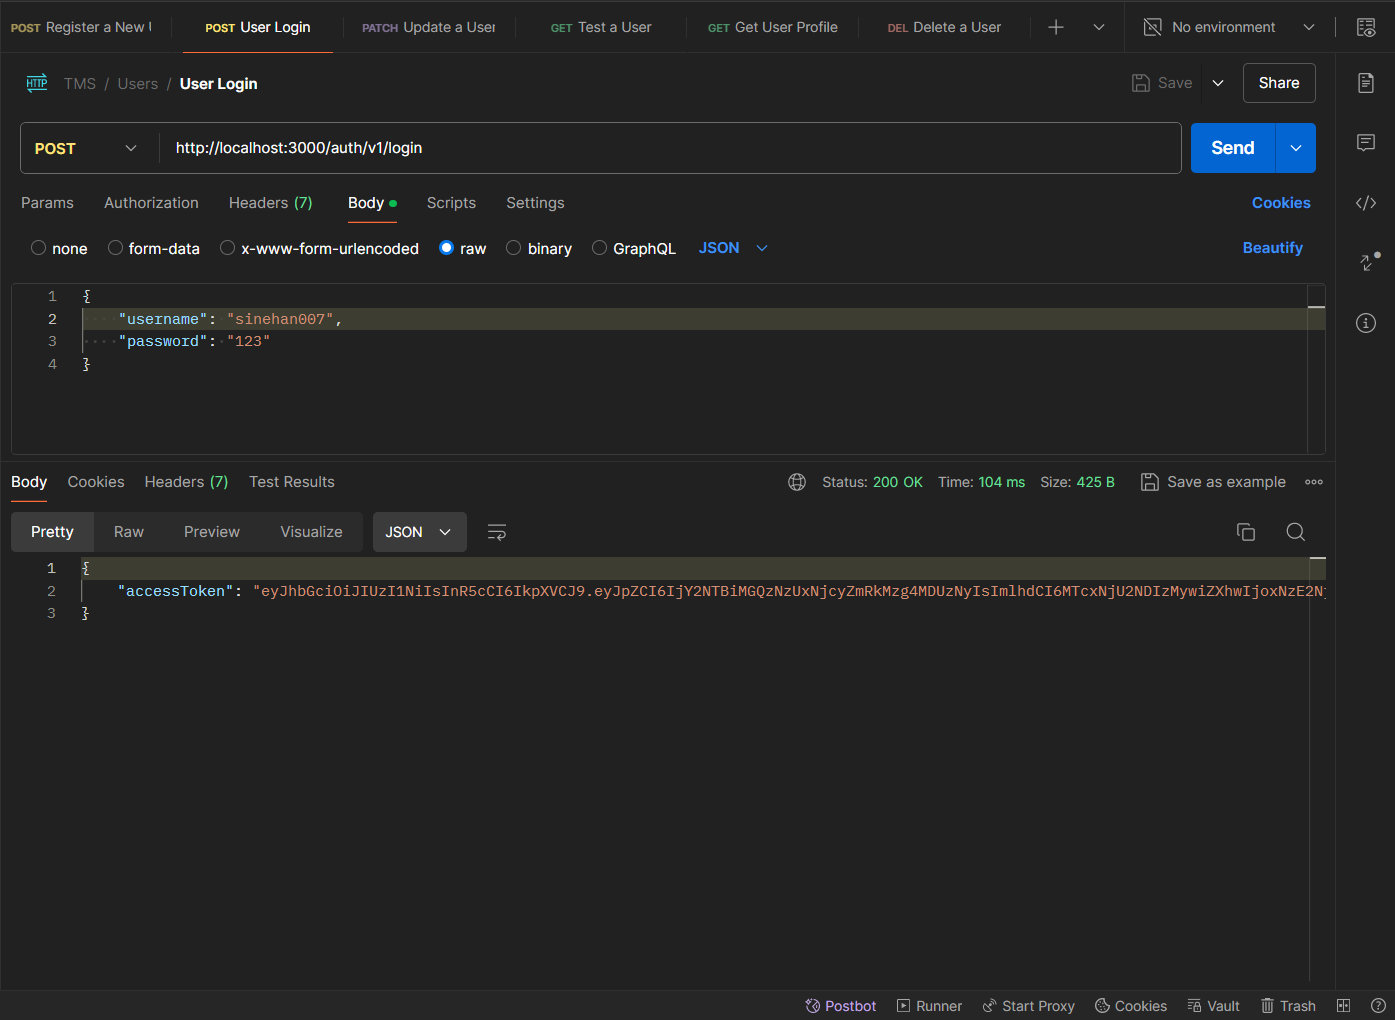 POST Register a New
POST User Login
PATCH Update a User
GET Test a User
GET Get User Profile
DEL Delete a User
No environment
HTTP TMS / Users / User Login
Save
Share
POST
http://localhost:3000/auth/v1/login
Send
Params
Authorization
Headers (7)
Body
Scripts
Settings
Cookies
none
form-data
x-www-form-urlencoded
raw
binary
GraphQL
JSON
Beautify
1 {
2 "username": "sinehan007",
3 "password": "123"
4 }
Body
Cookies
Headers (7)
Test Results
Status: 200 OK
Time: 104 ms
Size: 425 B
Save as example
Pretty
Raw
Preview
Visualize
JSON
1 {
2 "accessToken": "eyJhbGciOiJIUzI1NiIsInR5cCI6IkpXVCJ9.eyJpZCI6IjY2NTBiMGQzNzUxNjcyZmRkMzg4MDUzNyIsImlhdCI6MTcxNjU2NDIzMywiZXhwIjoxNzE2Nj
3 }
Postbot
Runner
Start Proxy
Cookies
Vault
Trash